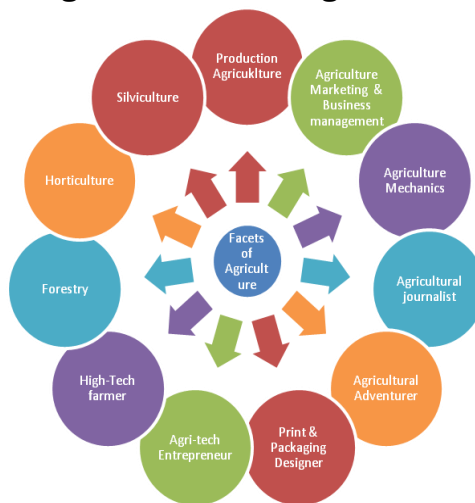 Production
Agricuklture
Agriculture
Marketing &
Business
management
Agriculture
Mechanics
Agricultural
journalist
Agricultural
Adventurer
Print &
Packaging
Designer
Agri-tech
Entrepreneur
High-Tech
farmer
Forestry
Horticulture
Silviculture
Facets
of
Agricult
ure